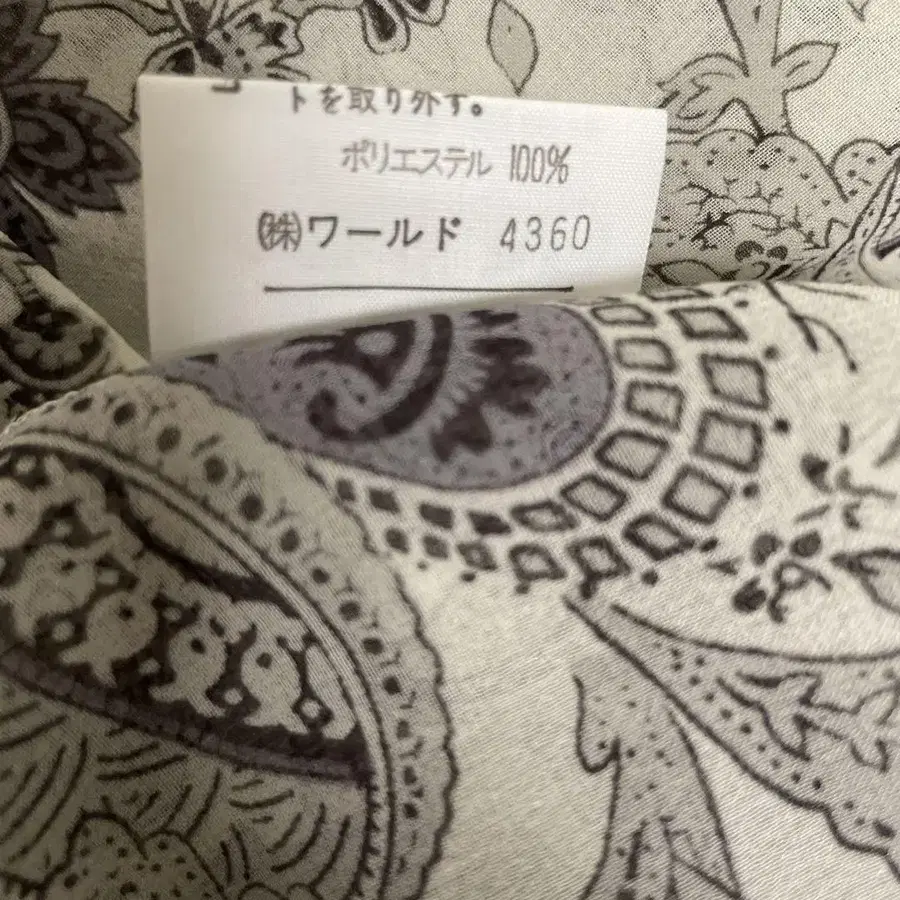 トを取り外す。
ポリエステル 100%
㈱ワールド 4360